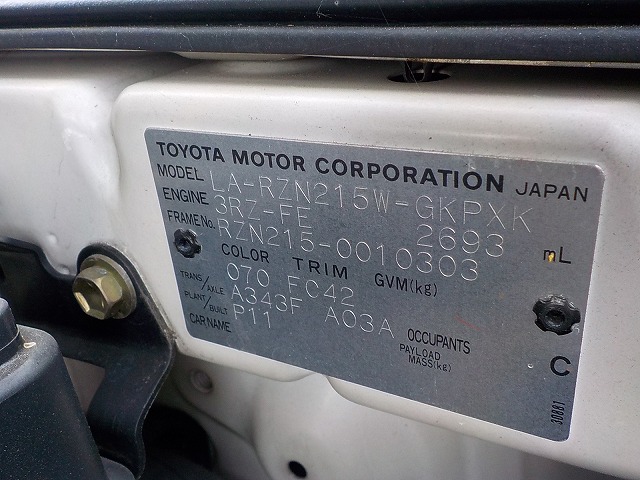 TOYOTA MOTOR CORPORATION JAPAN
MODEL LA-RZN215W-GKPXK
ENGINE 3RZ-FE 2693 mL
FRAME No. RZN215-0010303
COLOR TRIM GVM(kg)
070 FC42
TRANS/AXLE A343F A03A
PLANT/BUILT P11 OCCUPANTS
CAR NAME PAYLOAD MASS(kg)
C
30881